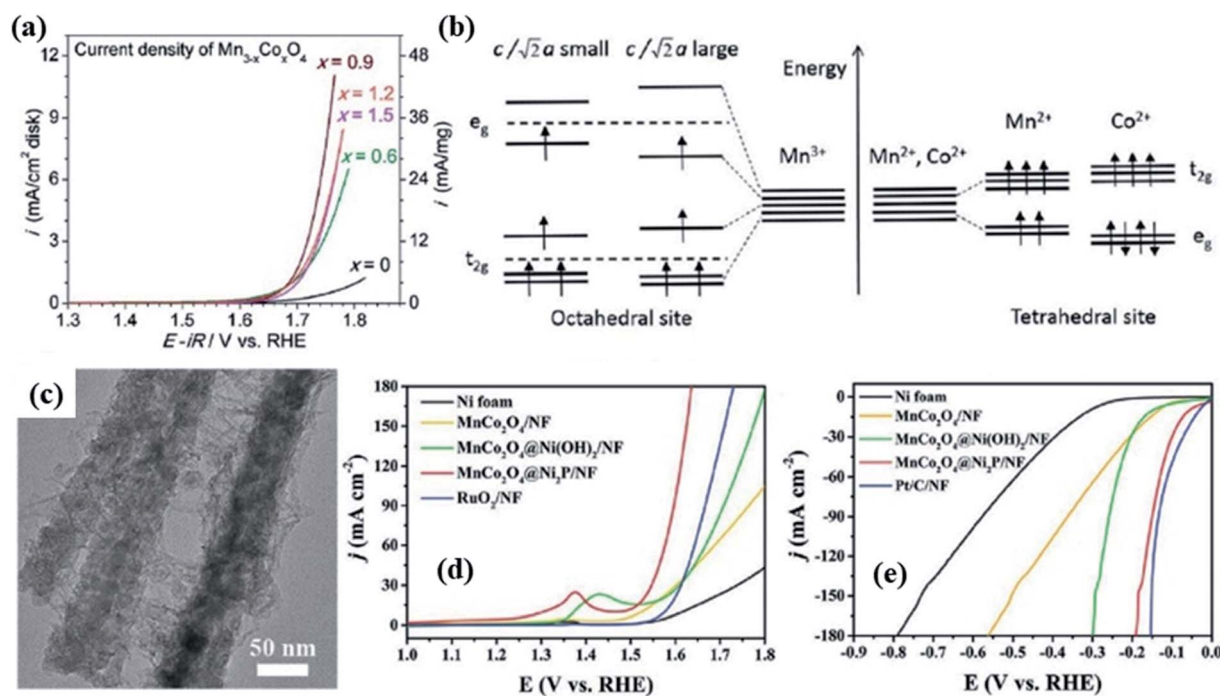 (a)
Current density of Mn3-xCoxO4
x = 0.9
x = 1.2
x = 1.5
x = 0.6
x = 0
12
9
6
3
0
48
36
24
12
0
i (mA/cm² disk)
i (mA/mg)
1.3 1.4 1.5 1.6 1.7 1.8
E-iR / V vs. RHE
(b)
c/√2a small c/√2a large
Energy
eg
t2g
Mn³⁺
Mn²⁺, Co²⁺
Mn²⁺
Co²⁺
t2g
eg
Octahedral site
Tetrahedral site
(c)
50 nm
180
150
120
90
60
30
0
j (mA cm⁻²)
Ni foam
MnCo₂O₄/NF
MnCo₂O₄@Ni(OH)₂/NF
MnCo₂O₄@Ni₂P/NF
RuO₂/NF
(d)
1.0 1.1 1.2 1.3 1.4 1.5 1.6 1.7 1.8
E (V vs. RHE)
0
-30
-60
-90
-120
-150
-180
j (mA cm⁻²)
Ni foam
MnCo₂O₄/NF
MnCo₂O₄@Ni(OH)₂/NF
MnCo₂O₄@Ni₂P/NF
Pt/C/NF
(e)
-0.9 -0.8 -0.7 -0.6 -0.5 -0.4 -0.3 -0.2 -0.1 0.0
E (V vs. RHE)